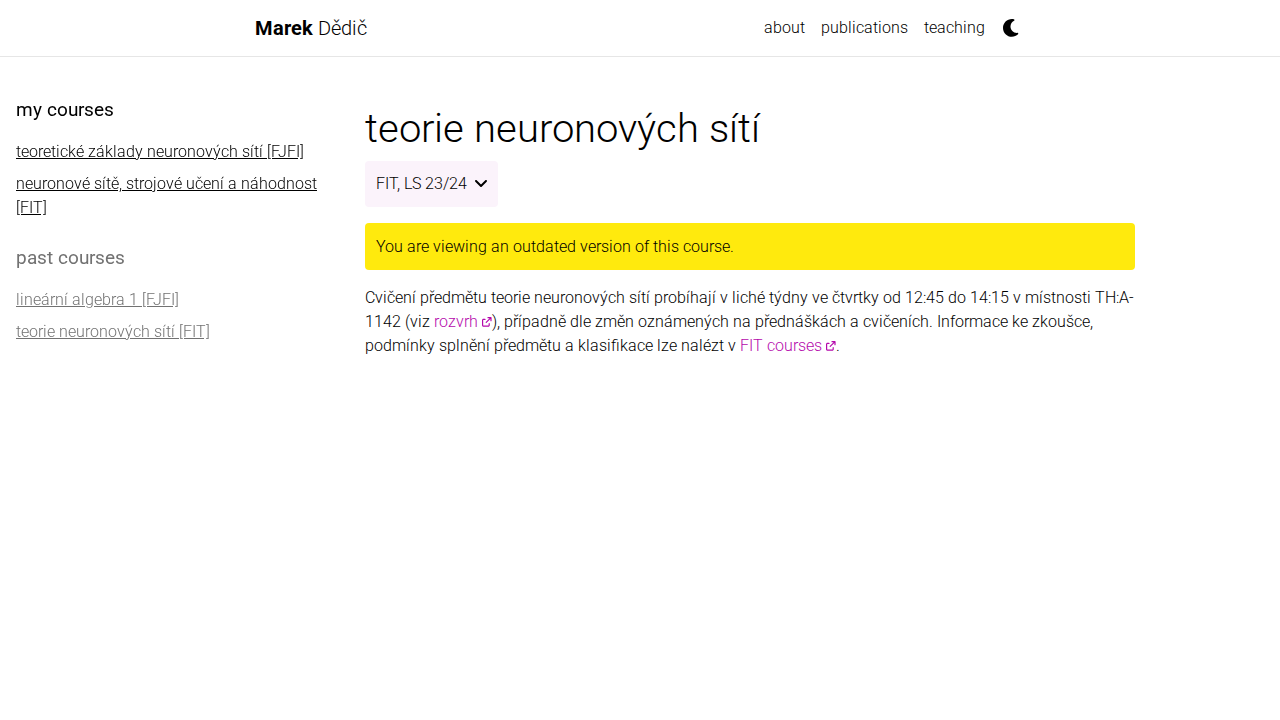 Marek Dědič
about publications teaching
my courses
teoretické základy neuronových sítí [FJFI]
neuronové sítě, strojové učení a náhodnost
[FIT]
past courses
lineární algebra 1 [FJFI]
teorie neuronových sítí [FIT]
teorie neuronových sítí
FIT, LS 23/24
You are viewing an outdated version of this course.
Cvičení předmětu teorie neuronových sítí probíhají v liché týdny ve čtvrtky od 12:45 do 14:15 v místnosti TH:A-
1142 (viz rozvrh), případně dle změn oznámených na přednáškách a cvičeních. Informace ke zkoušce,
podmínky splnění předmětu a klasifikace lze nalézt v FIT courses.